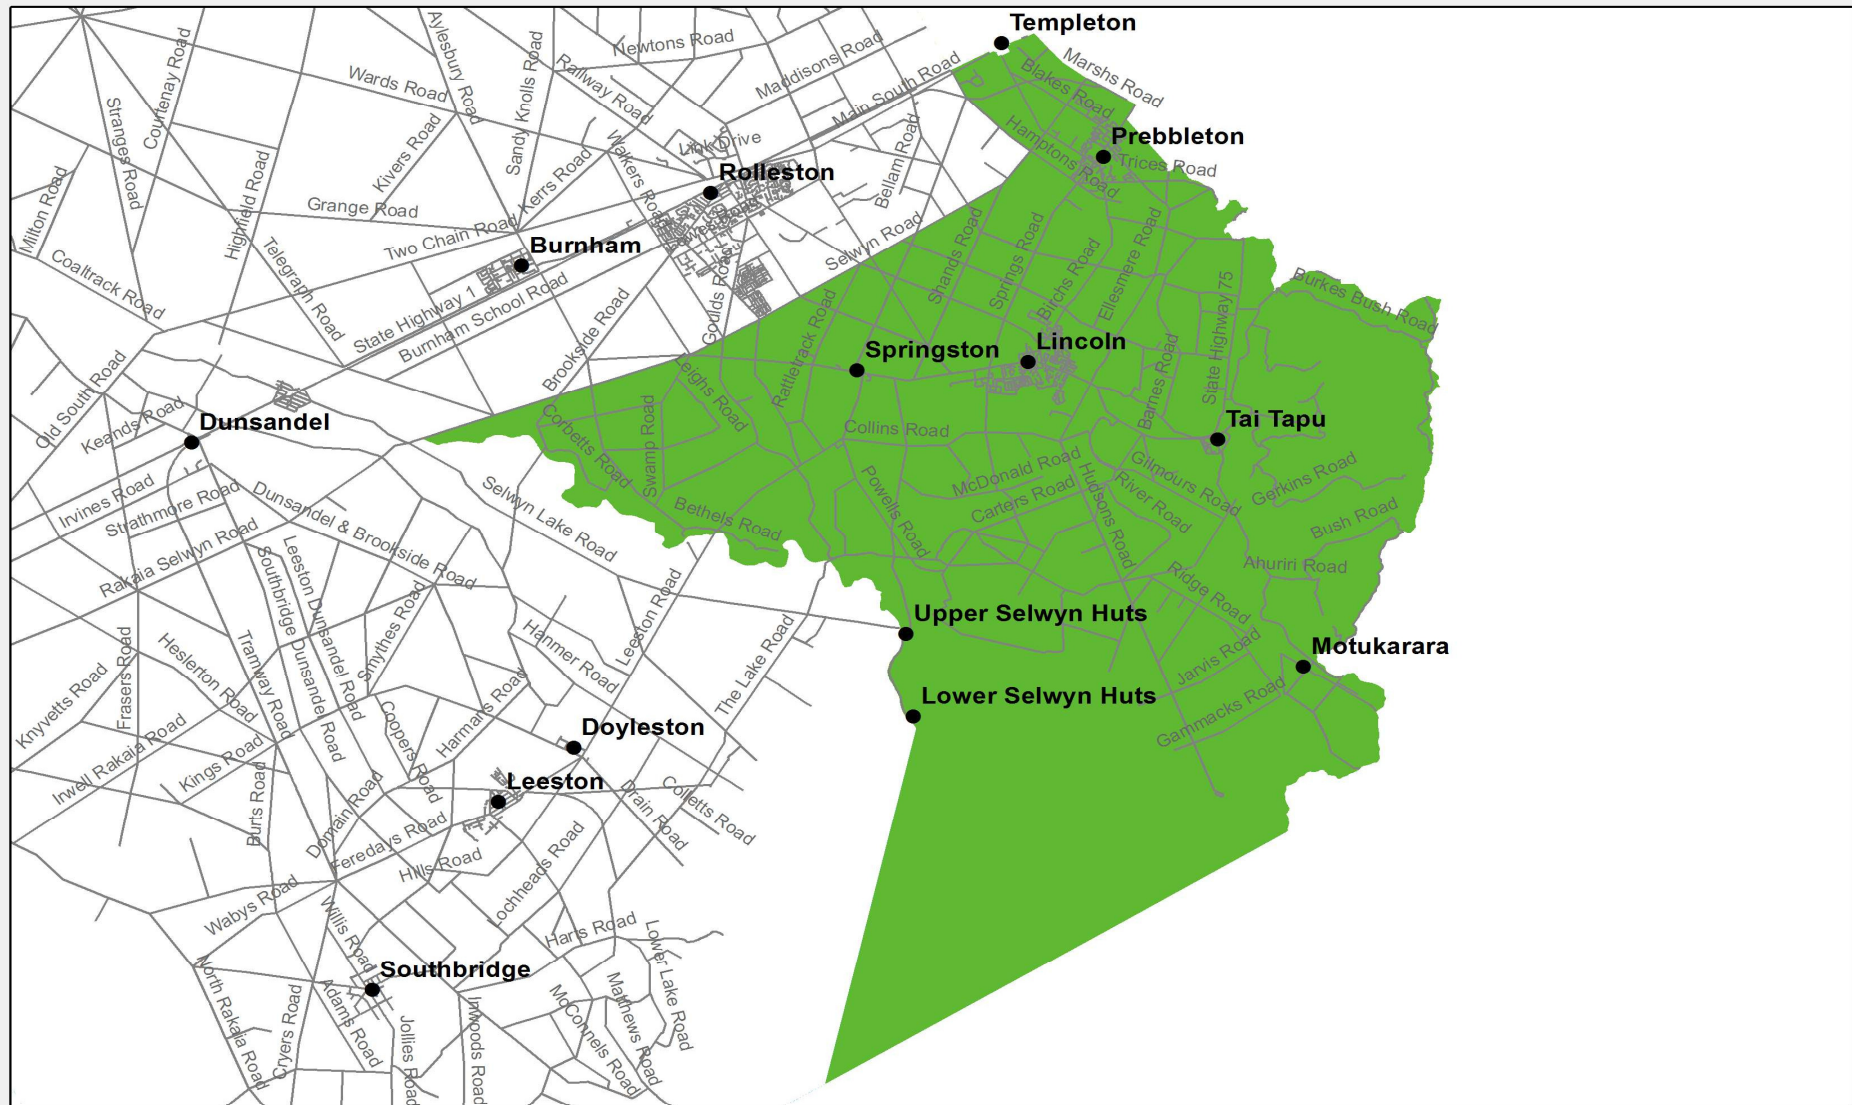 Templeton
Aylesbury Road
Newtons Road
Courtenay Road
Sandy Knolls Road
Railway Road
Maddisons Road
Marshs Road
Wards Road
Main South Road
Blakes Road
Stranges Road
Kivers Road
Walkers Road
Link Drive
Hamptons Road
Prebbleton
Trices Road
Bellam Road
Rolleston
Kerrs Road
Milton Road
Highfield Road
Grange Road
Two Chain Road
Lowes Road
Selwyn Road
Shands Road
Springs Road
Birchs Road
Ellesmere Road
Burnham
Coaltrack Road
Telegraph Road
State Highway 1
Burnham School Road
Goulds Road
State Highway 75
Burkes Bush Road
Brookside Road
Rattletrack Road
Springston
Lincoln
Barnes Road
Old South Road
Keands Road
Dunsandel
Leighs Road
Corbetts Road
Swamp Road
Collins Road
Tai Tapu
Irvines Road
Strathmore Road
Dunsandel & Brookside Road
Selwyn Lake Road
Bethels Road
Powells Road
McDonald Road
Carters Road
Hudsons Road
River Road
Gilmours Road
Gerkins Road
Bush Road
Rakaia Selwyn Road
Southbridge Dunsandel Road
Leeston Dunsandel Road
Smythes Road
Leeston Road
Ahuriri Road
Ridge Road
Upper Selwyn Huts
Motukarara
Frasers Road
Heslerton Road
Tramway Road
Hanmer Road
The Lake Road
Jarvis Road
Knyvetts Road
Lower Selwyn Huts
Gammacks Road
Irwell Rakaia Road
Kings Road
Coopers Road
Harmans Road
Doyleston
Leeston
Burts Road
Domain Road
Feredays Road
Hills Road
Drain Road
Colletts Road
Lochheads Road
Wabys Road
Willis Road
Harts Road
Lower Lake Road
Southbridge
North Rakaia Road
Cryers Road
Adams Road
Jollies Road
Inwoods Road
McConnels Road
Matthews Road